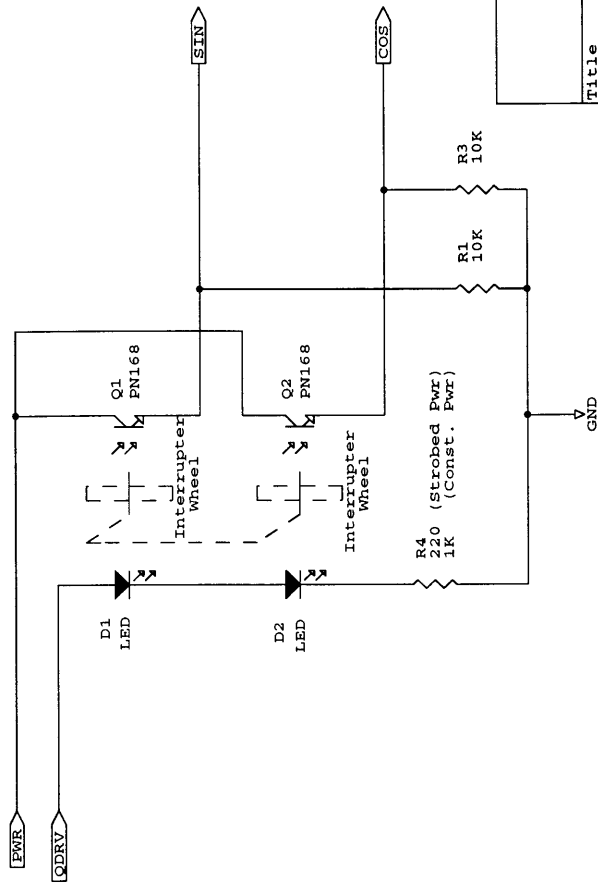 PWR
QDRV
D1
LED
D2
LED
Interrupter
Wheel
Interrupter
Wheel
Q1
PN168
Q2
PN168
R4
220 (Strobed Pwr)
1K (Const. Pwr)
R1
10K
R3
10K
SIN
COS
GND
Title